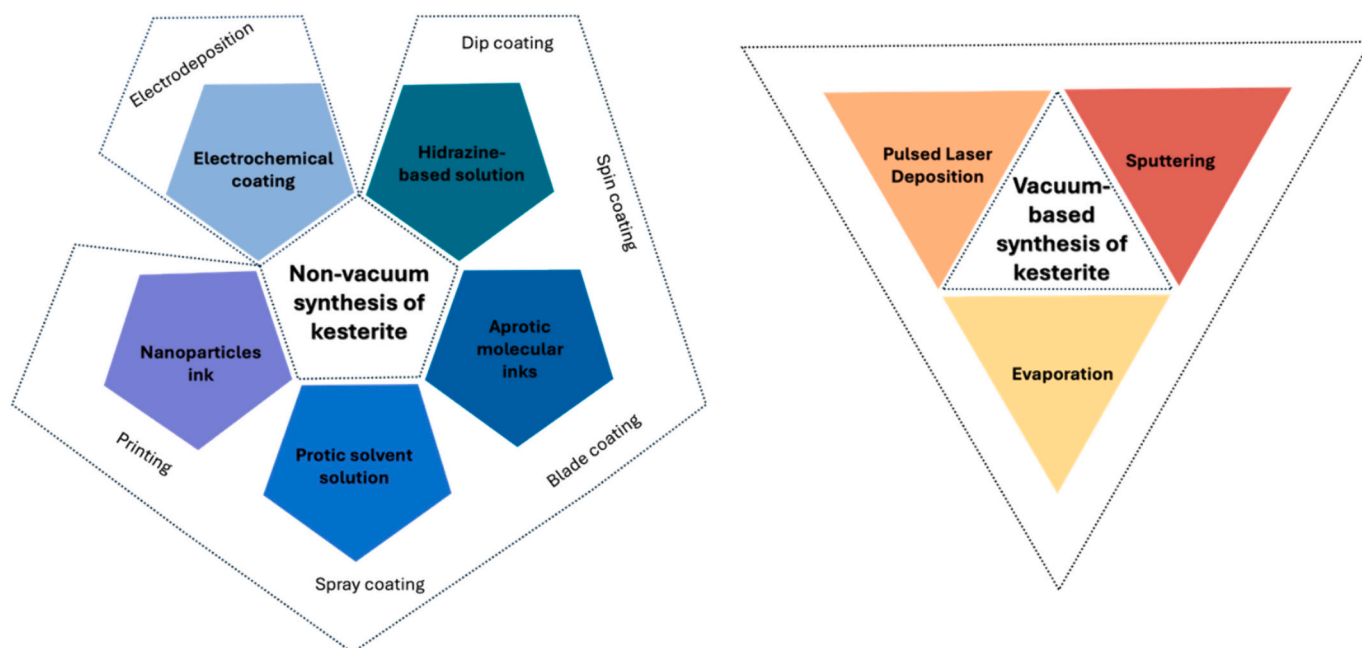 Electrodeposition
Electrochemical
coating
Dip coating
Hidrazine-
based solution
Spin coating
Non-vacuum
synthesis of
kesterite
Nanoparticles
ink
Aprotic
molecular
inks
Printing
Protic solvent
solution
Blade coating
Spray coating
Pulsed Laser
Deposition
Sputtering
Vacuum-
based
synthesis of
kesterite
Evaporation